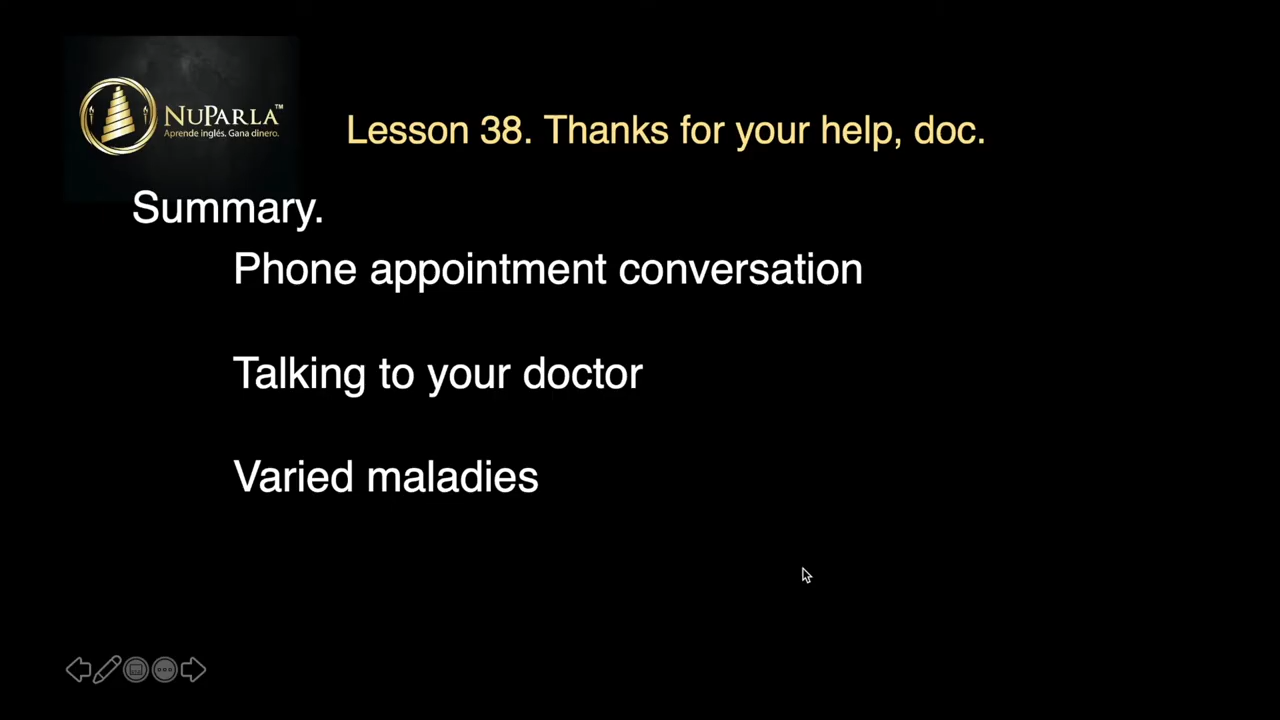 NUPARLA™
Aprende inglés. Gana dinero.
Lesson 38. Thanks for your help, doc.
Summary.
Phone appointment conversation
Talking to your doctor
Varied maladies